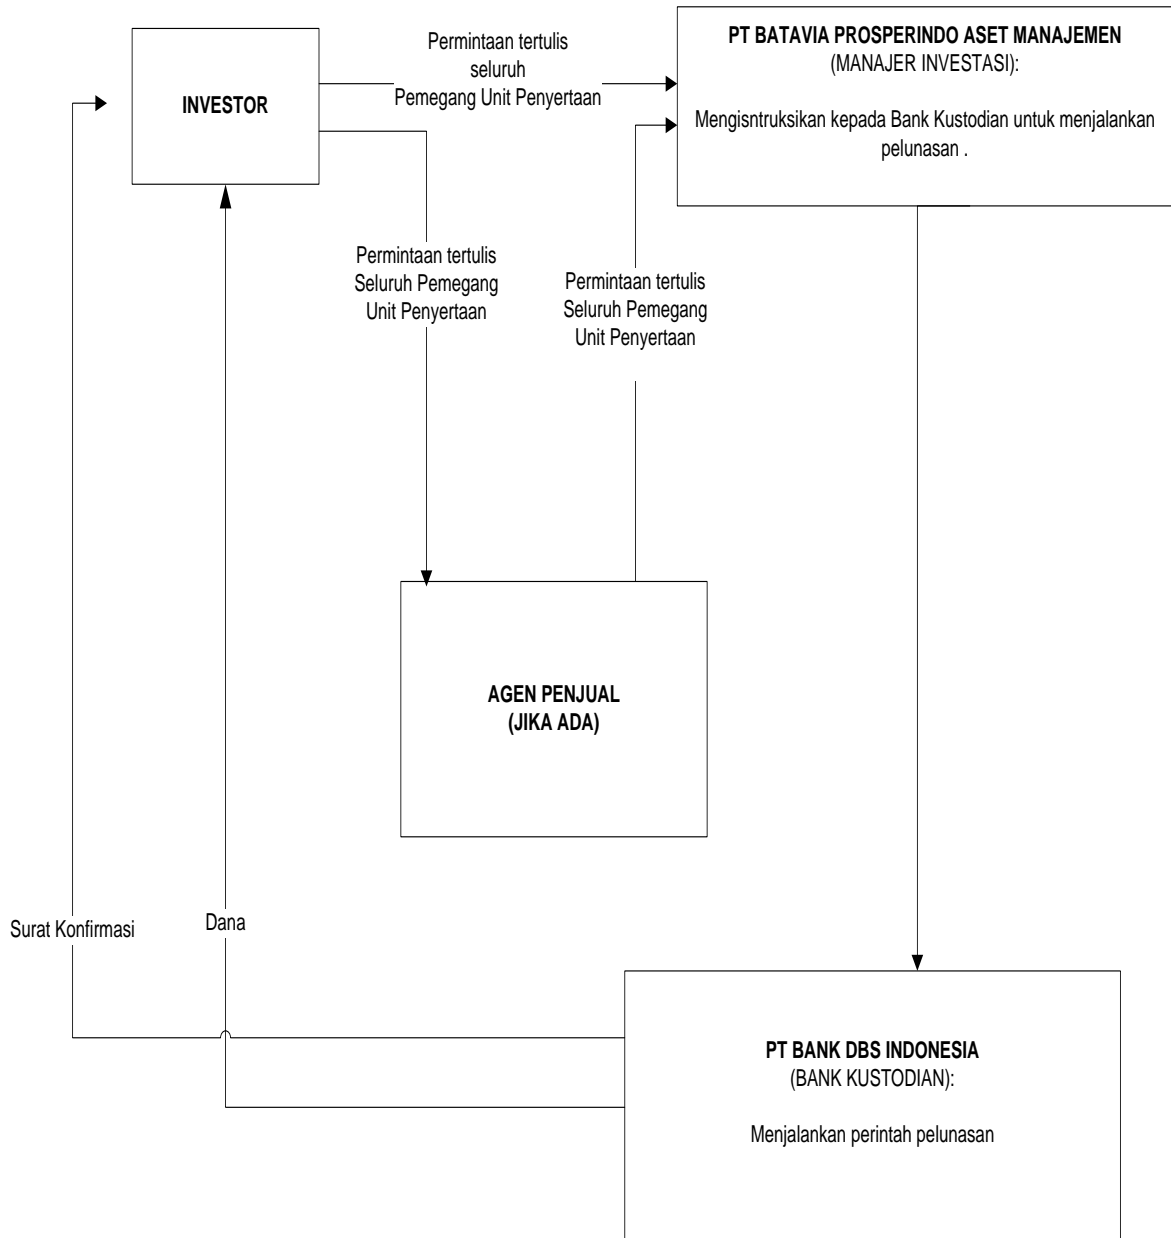 Permintaan tertulis
seluruh
Pemegang Unit Penyertaan
INVESTOR
PT BATAVIA PROSPERINDO ASET MANAJEMEN
(MANAJER INVESTASI):
Mengisntruksikan kepada Bank Kustodian untuk menjalankan
pelunasan .
Permintaan tertulis
Seluruh Pemegang
Unit Penyertaan
Permintaan tertulis
Seluruh Pemegang
Unit Penyertaan
AGEN PENJUAL
(JIKA ADA)
Surat Konfirmasi
Dana
PT BANK DBS INDONESIA
(BANK KUSTODIAN):
Menjalankan perintah pelunasan